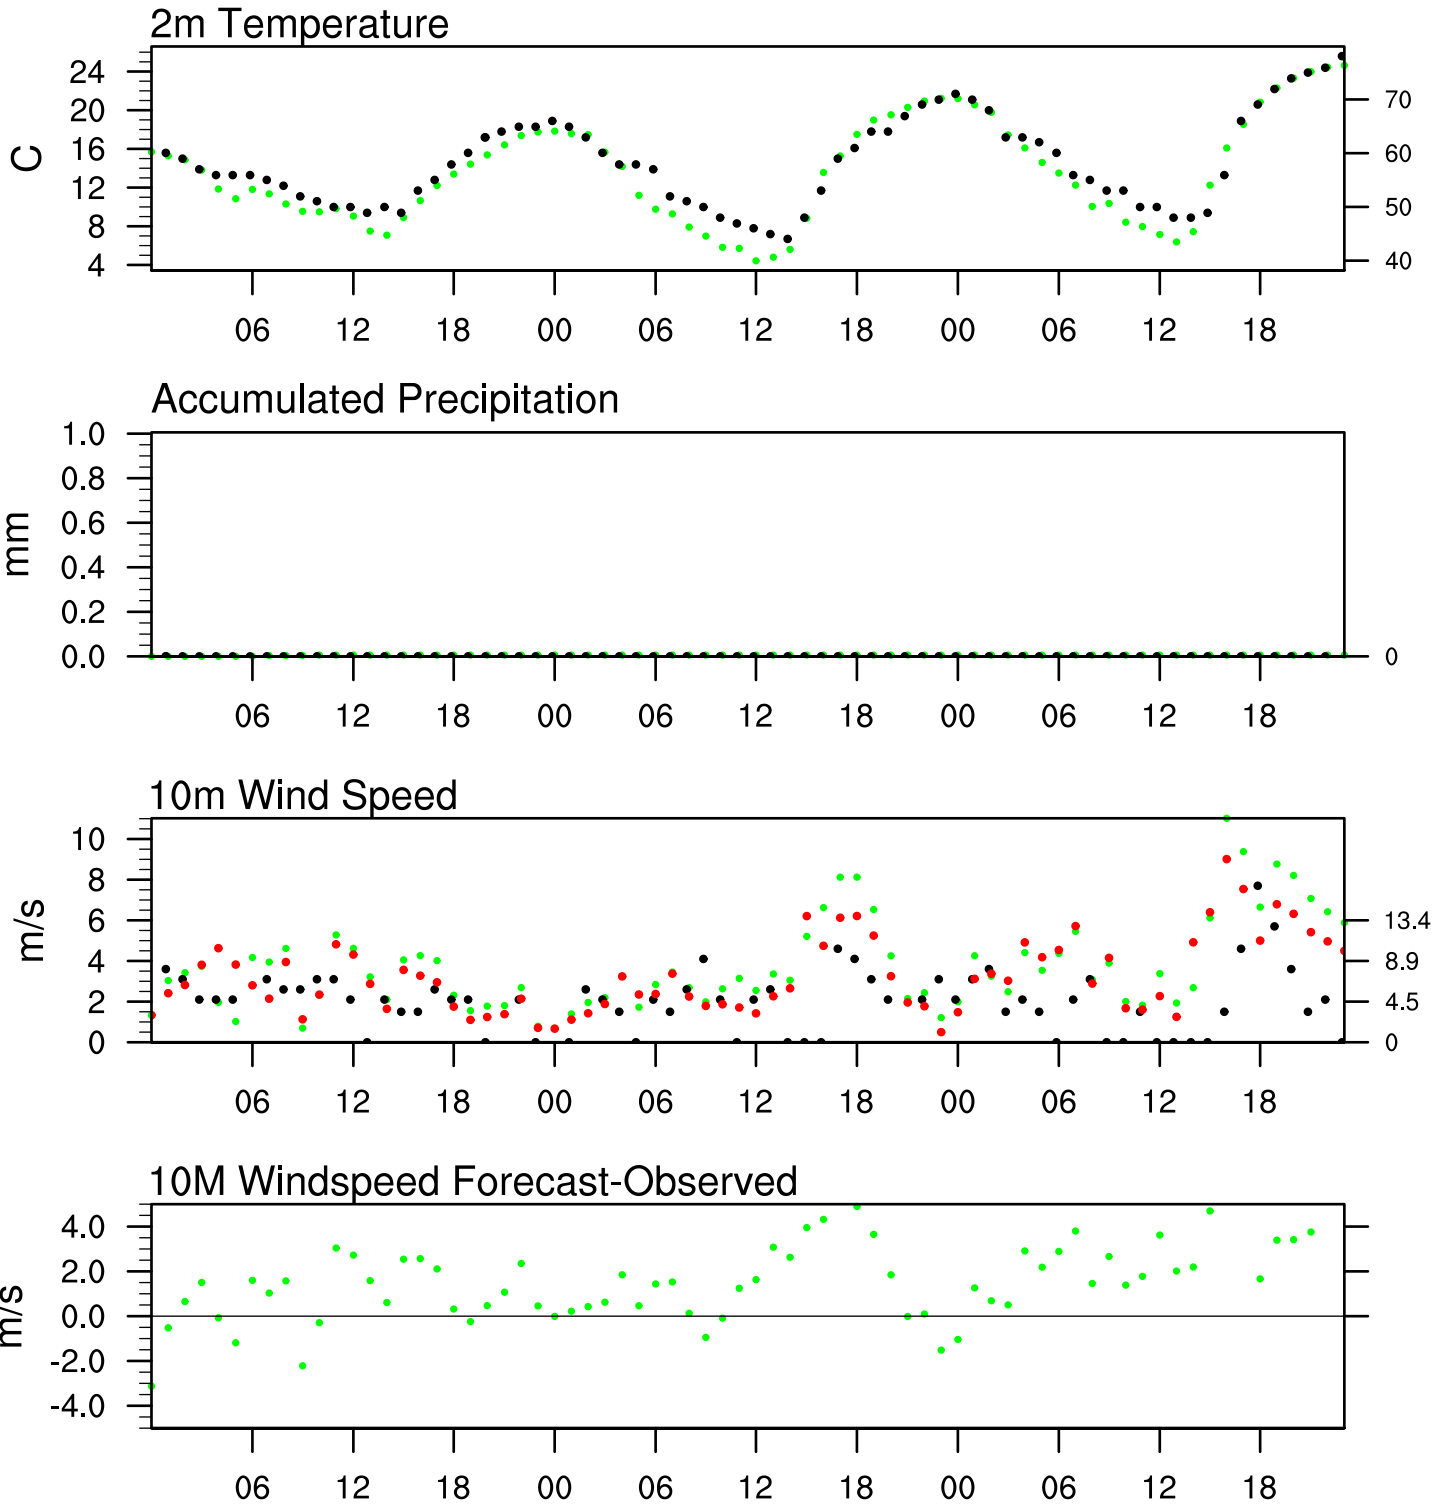 2m Temperature
24
20
16
12
8
4
C
70
60
50
40
06 12 18 00 06 12 18 00 06 12 18
Accumulated Precipitation
1.0
0.8
0.6
0.4
0.2
0.0
mm
0
06 12 18 00 06 12 18 00 06 12 18
10m Wind Speed
10
8
6
4
2
0
m/s
13.4
8.9
4.5
0
06 12 18 00 06 12 18 00 06 12 18
10M Windspeed Forecast-Observed
4.0
2.0
0.0
-2.0
-4.0
m/s
06 12 18 00 06 12 18 00 06 12 18